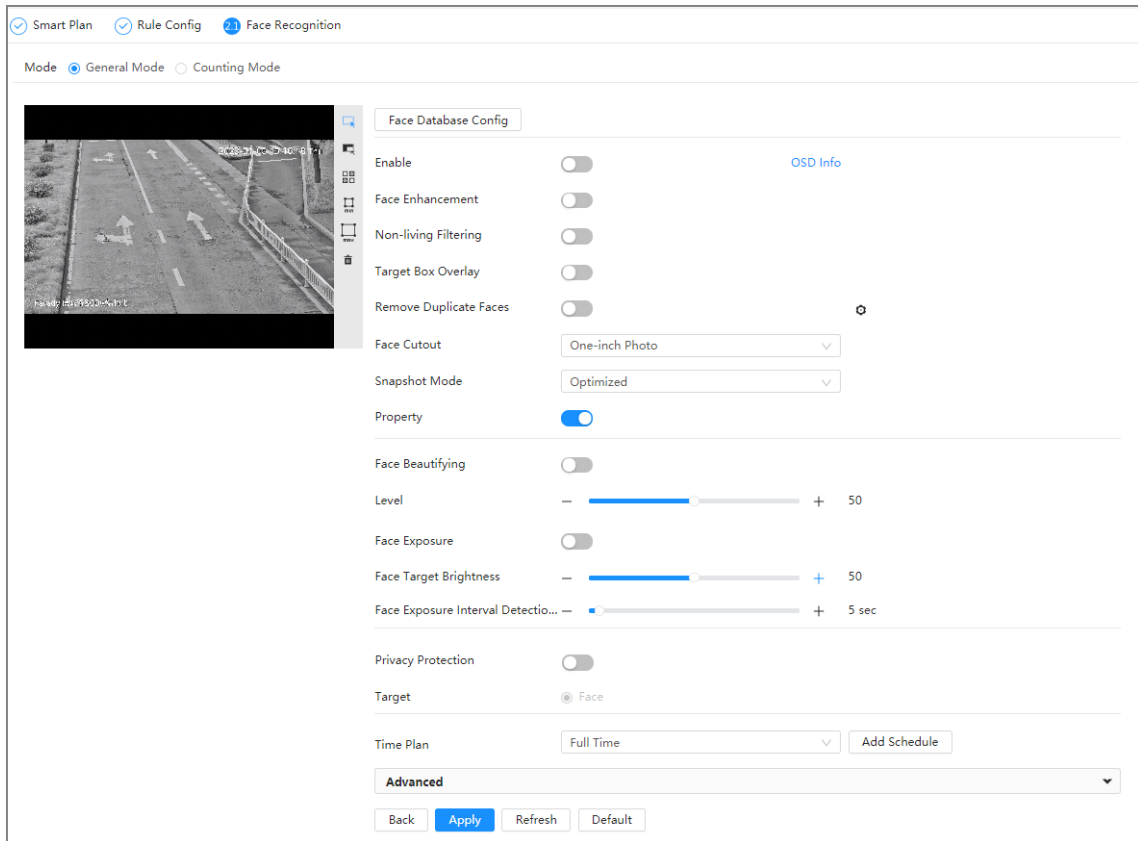 Smart Plan Rule Config 2.1 Face Recognition
Mode General Mode Counting Mode
Face Database Config
Enable OSD Info
Face Enhancement
Non-living Filtering
Target Box Overlay
Remove Duplicate Faces
Face Cutout One-inch Photo
Snapshot Mode Optimized
Property
Face Beautifying
Level 50
Face Exposure
Face Target Brightness 50
Face Exposure Interval Detectio... 5 sec
Privacy Protection
Target Face
Time Plan Full Time Add Schedule
Advanced
Back Apply Refresh Default